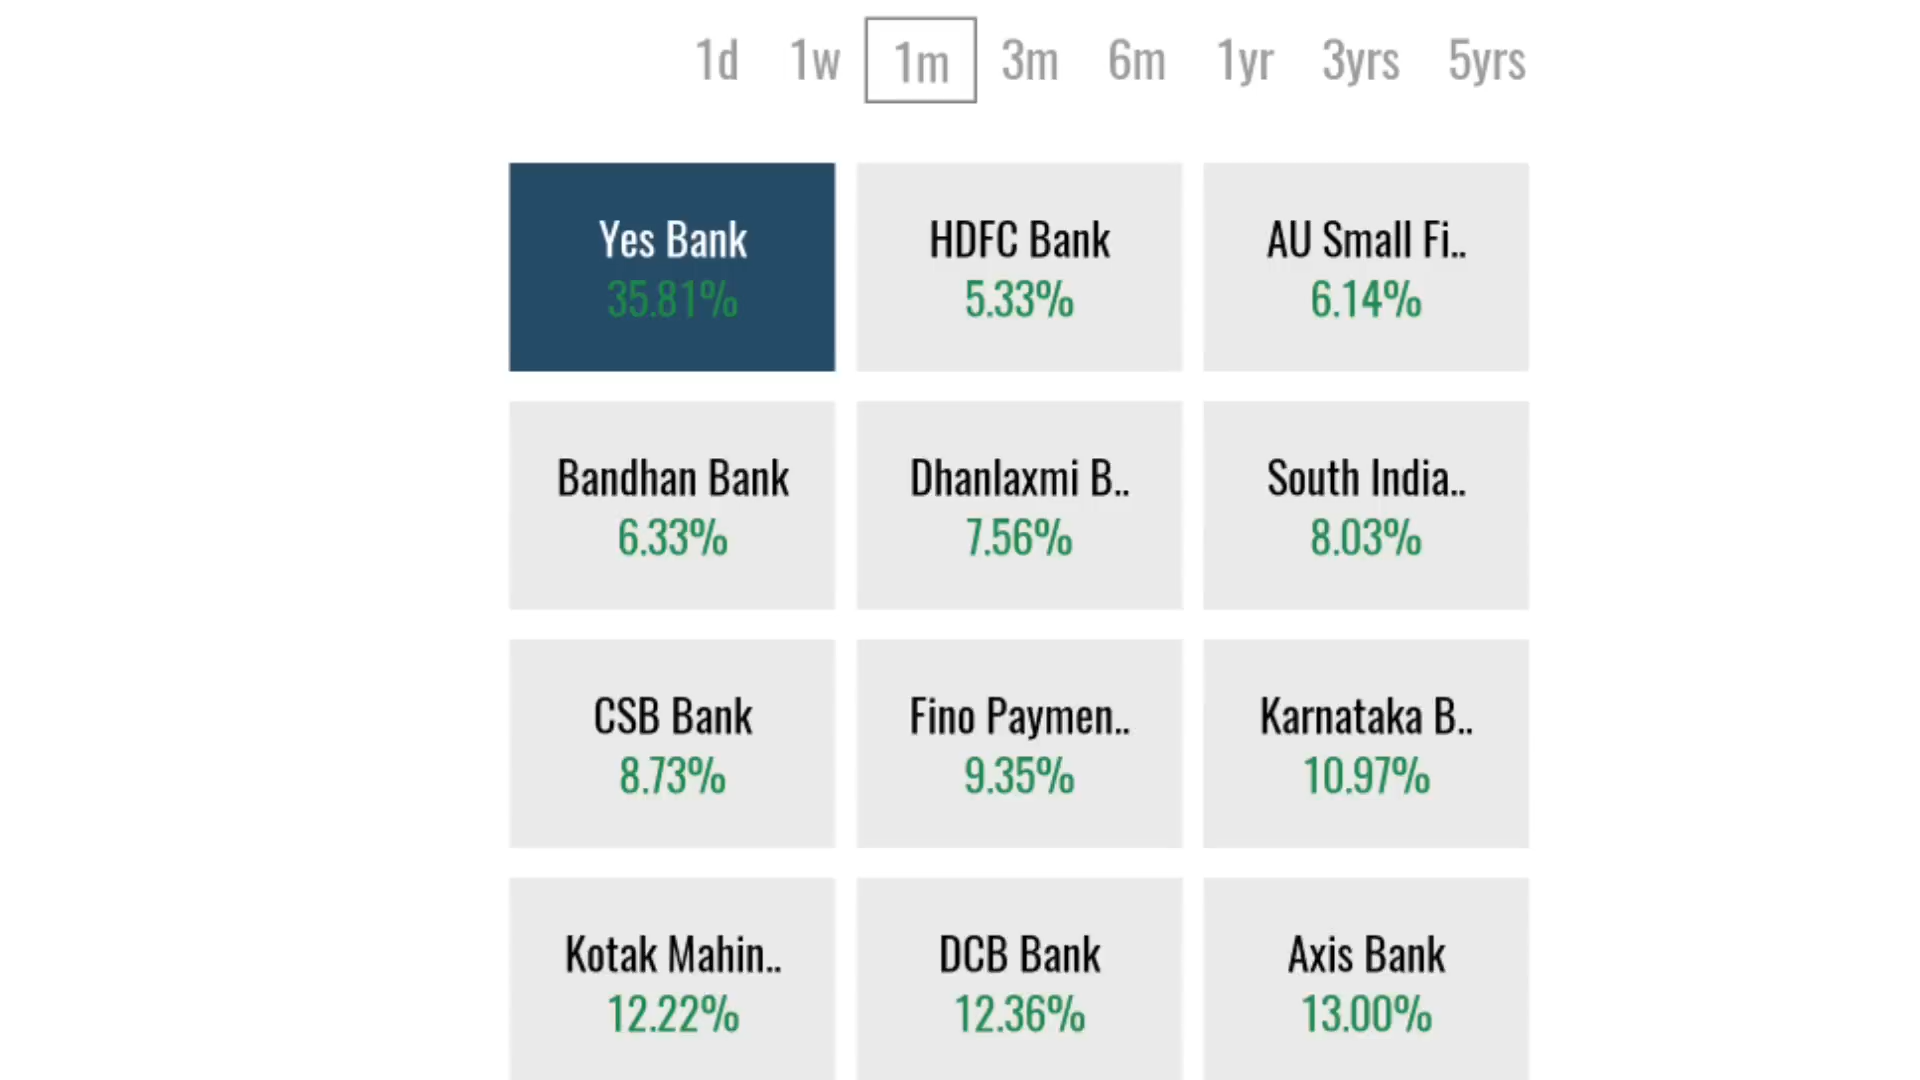 1d 1w 1m 3m 6m 1yr 3yrs 5yrs
Yes Bank
35.81%
HDFC Bank
5.33%
AU Small Fi..
6.14%
Bandhan Bank
6.33%
Dhanlaxmi B..
7.56%
South India..
8.03%
CSB Bank
8.73%
Fino Paymen..
9.35%
Karnataka B..
10.97%
Kotak Mahin..
12.22%
DCB Bank
12.36%
Axis Bank
13.00%